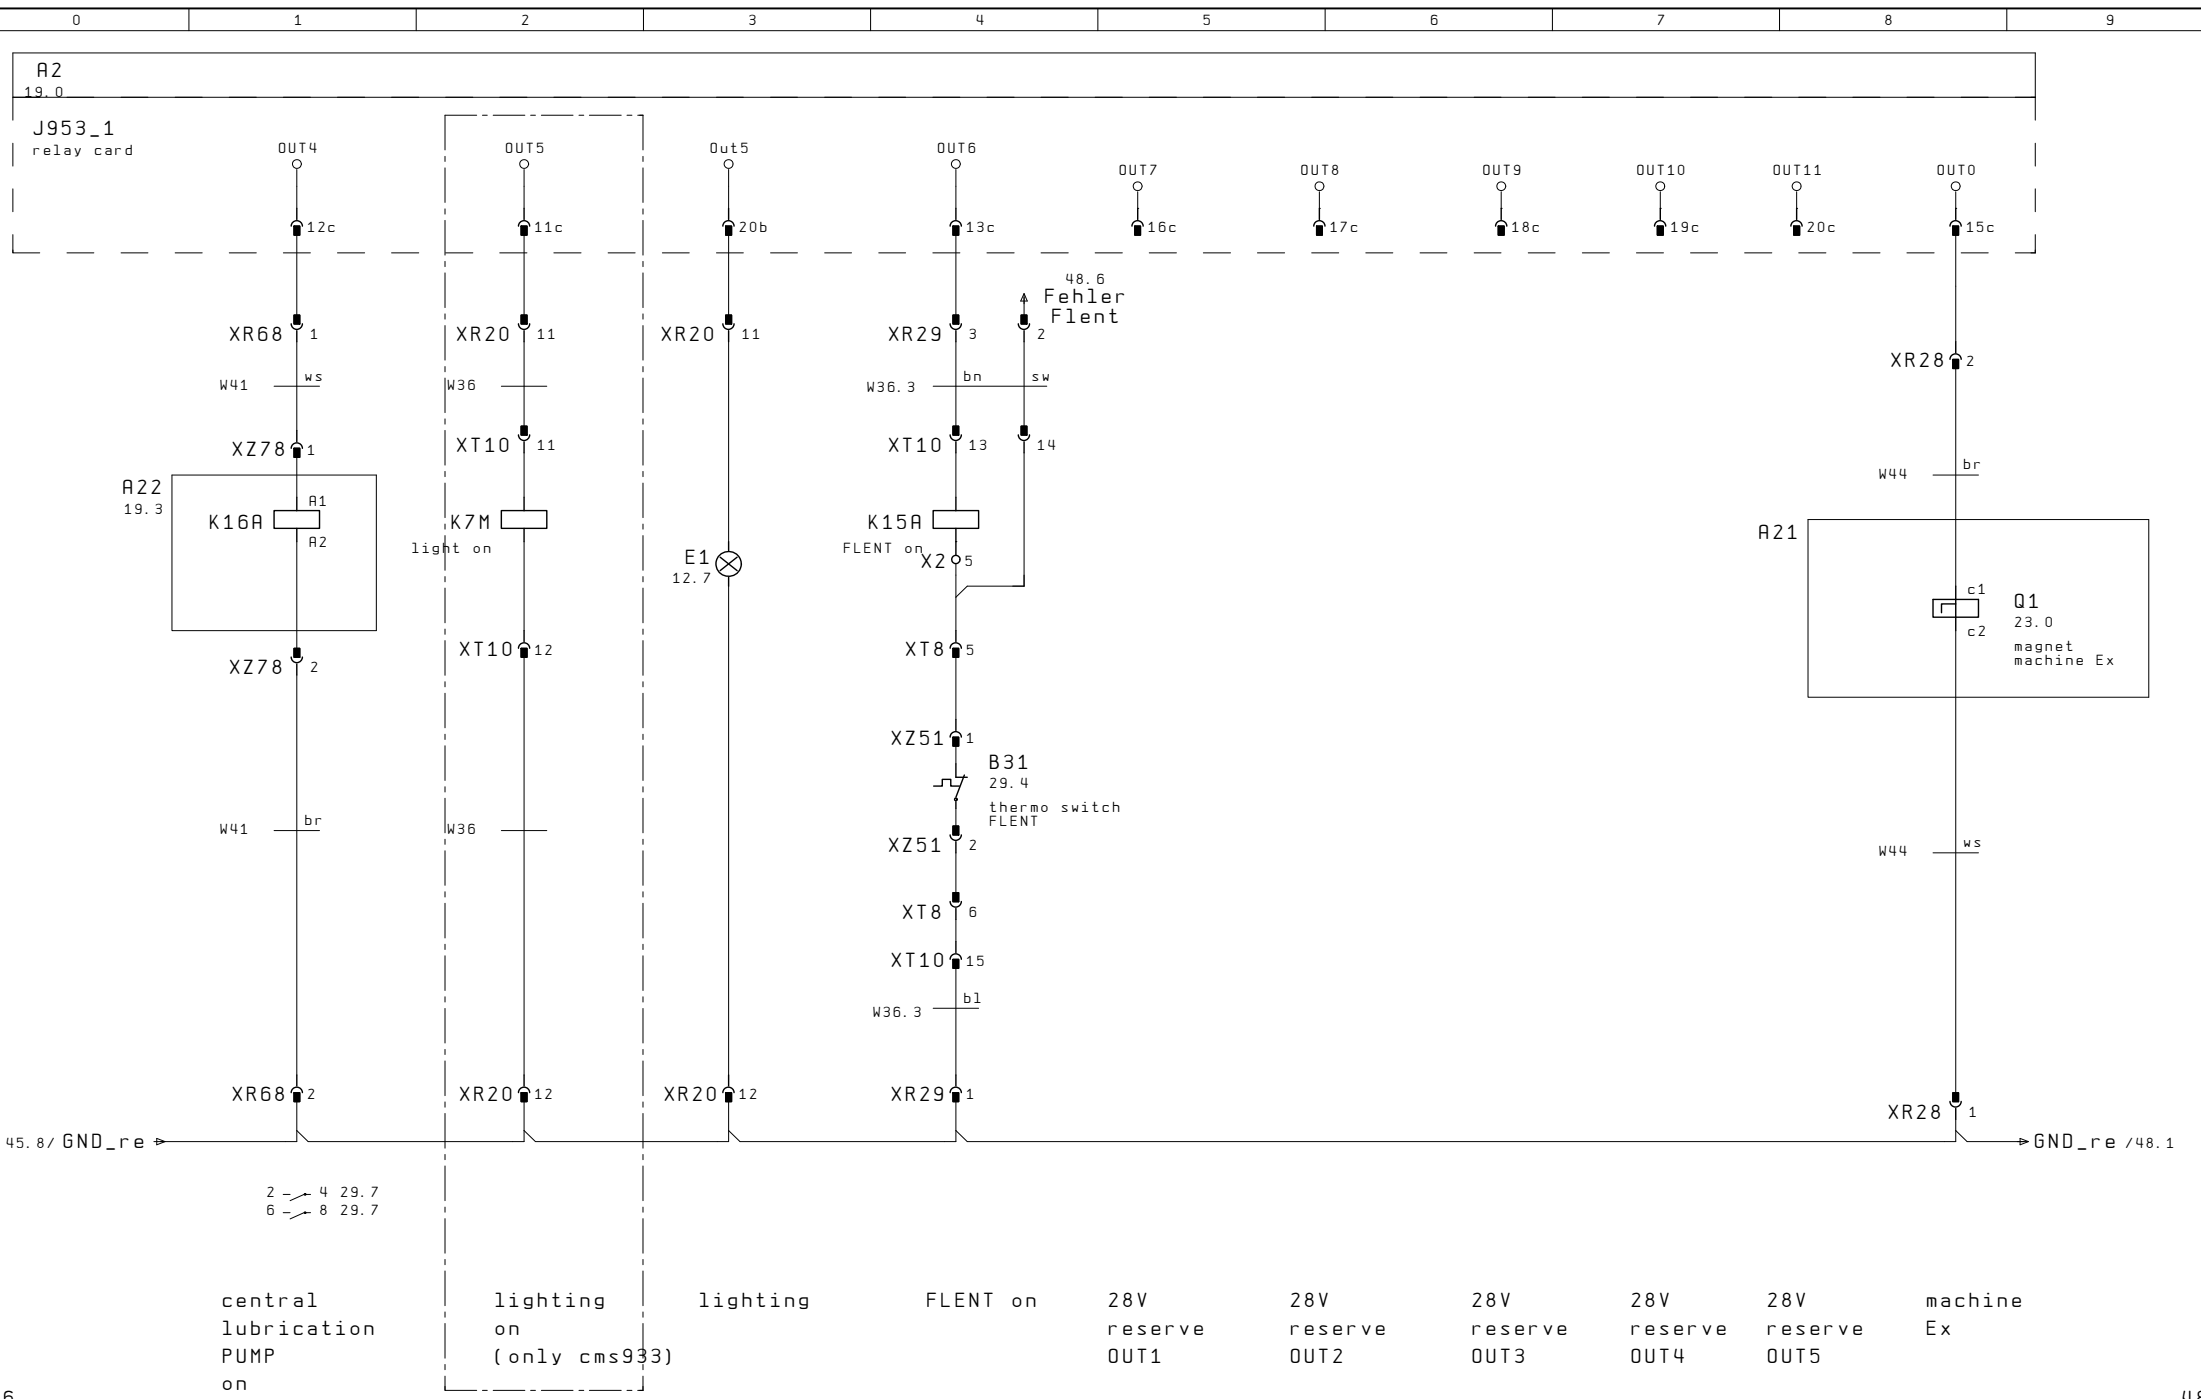 0 1 2 3 4 5 6 7 8 9
A2
19.0
J953_1
relay card
OUT4 OUT5 Out5 OUT6
OUT7 OUT8 OUT9 OUT10 OUT11 OUT0
12c 11c 20b 13c 16c 17c 18c 19c 20c 15c
48.6
Fehler
Flent
XR68 1 XR20 11 XR20 11 XR29 3 2
XR28 2
W41 ws W36 W36.3 bn sw
XZ78 1 XT10 11 XT10 13 14
W44 br
A22
19.3
K16A A1
A2
K7M
light on
K15A
FLENT on
X2 5
E1
12.7
A21
c1
c2
Q1
23.0
magnet
machine Ex
XZ78 2 XT10 12 XT8 5
XZ51 1
B31
29.4
thermo switch
FLENT
W41 br W36
XZ51 2
W44 ws
XT8 6
XT10 15
W36.3 bl
XR68 2 XR20 12 XR20 12 XR29 1
XR28 1
45.8/ GND_re GND_re /48.1
2 4 29.7
6 8 29.7
central
lubrication
PUMP
on
lighting
on
(only cms933)
lighting
FLENT on
28V
reserve
OUT1
28V
reserve
OUT2
28V
reserve
OUT3
28V
reserve
OUT4
28V
reserve
OUT5
machine
Ex